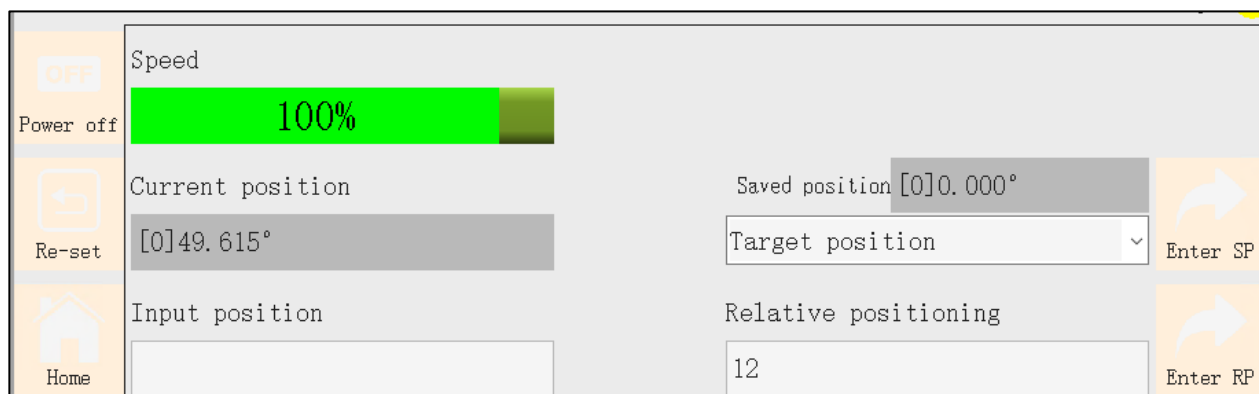 Speed
OFF
Power off
100%
Current position
Saved position [0]0.000°
[0]49.615°
Target position
Re-set
Enter SP
Input position
Relative positioning
12
Home
Enter RP